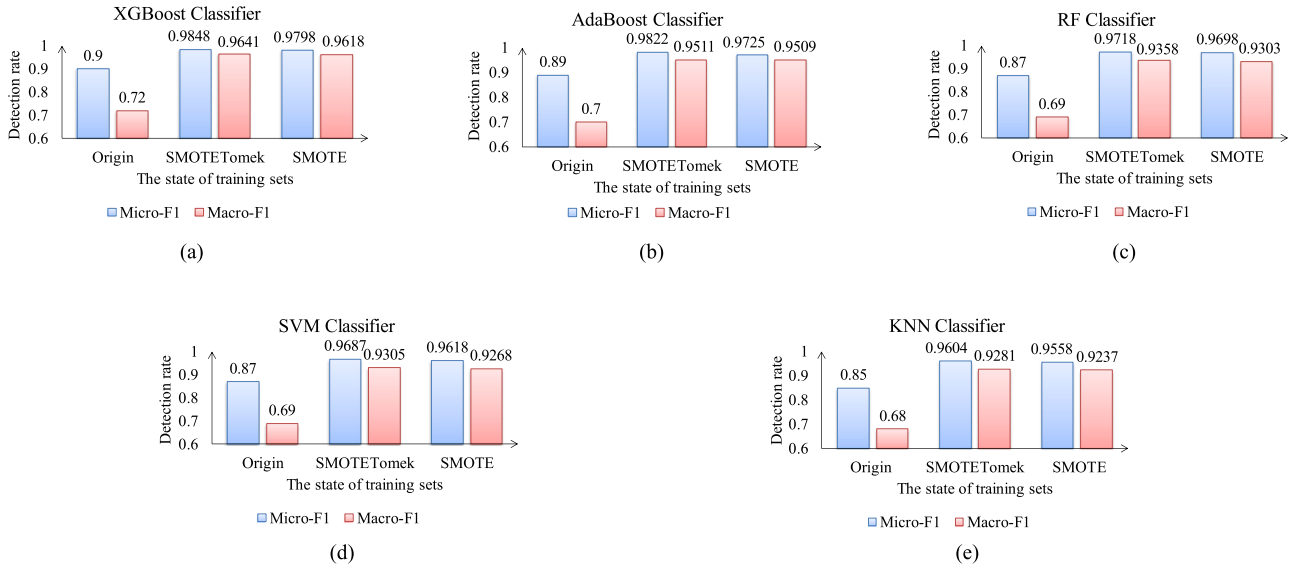 XGBoost Classifier
Detection rate
1
0.9
0.8
0.7
0.6
0.9
0.72
0.9848
0.9641
0.9798
0.9618
Origin
SMOTETomek
SMOTE
The state of training sets
Micro-F1
Macro-F1
(a)
AdaBoost Classifier
Detection rate
1
0.9
0.8
0.7
0.6
0.89
0.7
0.9822
0.9511
0.9725
0.9509
Origin
SMOTETomek
SMOTE
The state of training sets
Micro-F1
Macro-F1
(b)
RF Classifier
Detection rate
1
0.9
0.8
0.7
0.6
0.87
0.69
0.9718
0.9358
0.9698
0.9303
Origin
SMOTETomek
SMOTE
The state of training sets
Micro-F1
Macro-F1
(c)
SVM Classifier
Detection rate
1
0.9
0.8
0.7
0.6
0.87
0.69
0.9687
0.9305
0.9618
0.9268
Origin
SMOTETomek
SMOTE
The state of training sets
Micro-F1
Macro-F1
(d)
KNN Classifier
Detection rate
1
0.9
0.8
0.7
0.6
0.85
0.68
0.9604
0.9281
0.9558
0.9237
Origin
SMOTETomek
SMOTE
The state of training sets
Micro-F1
Macro-F1
(e)